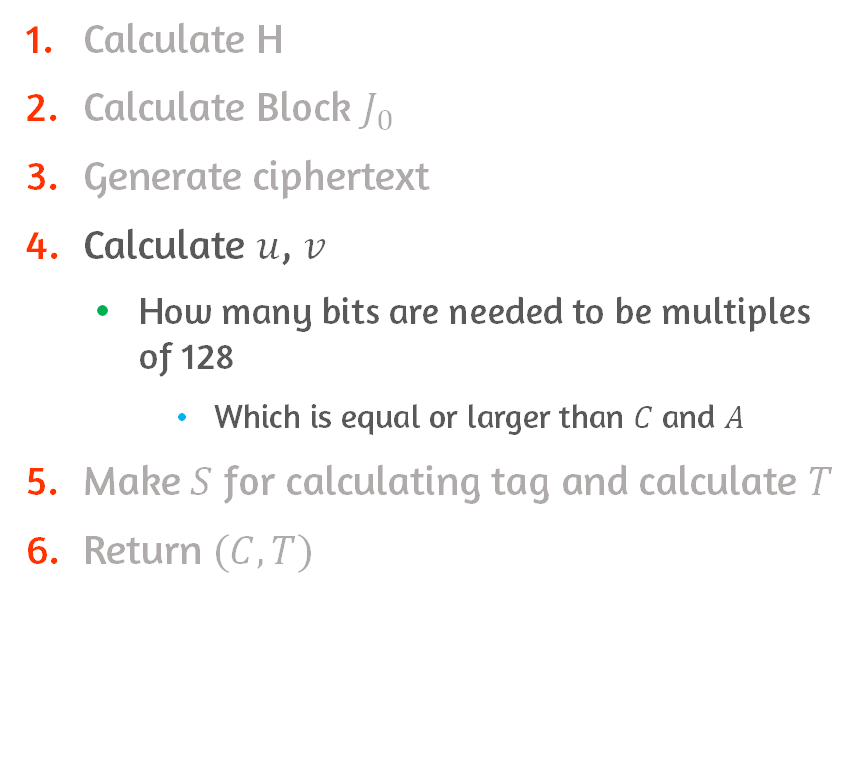 1. Calculate H
2. Calculate Block J₀
3. Generate ciphertext
4. Calculate u, v
• How many bits are needed to be multiples
of 128
• Which is equal or larger than C and A
5. Make S for calculating tag and calculate T
6. Return (C, T)